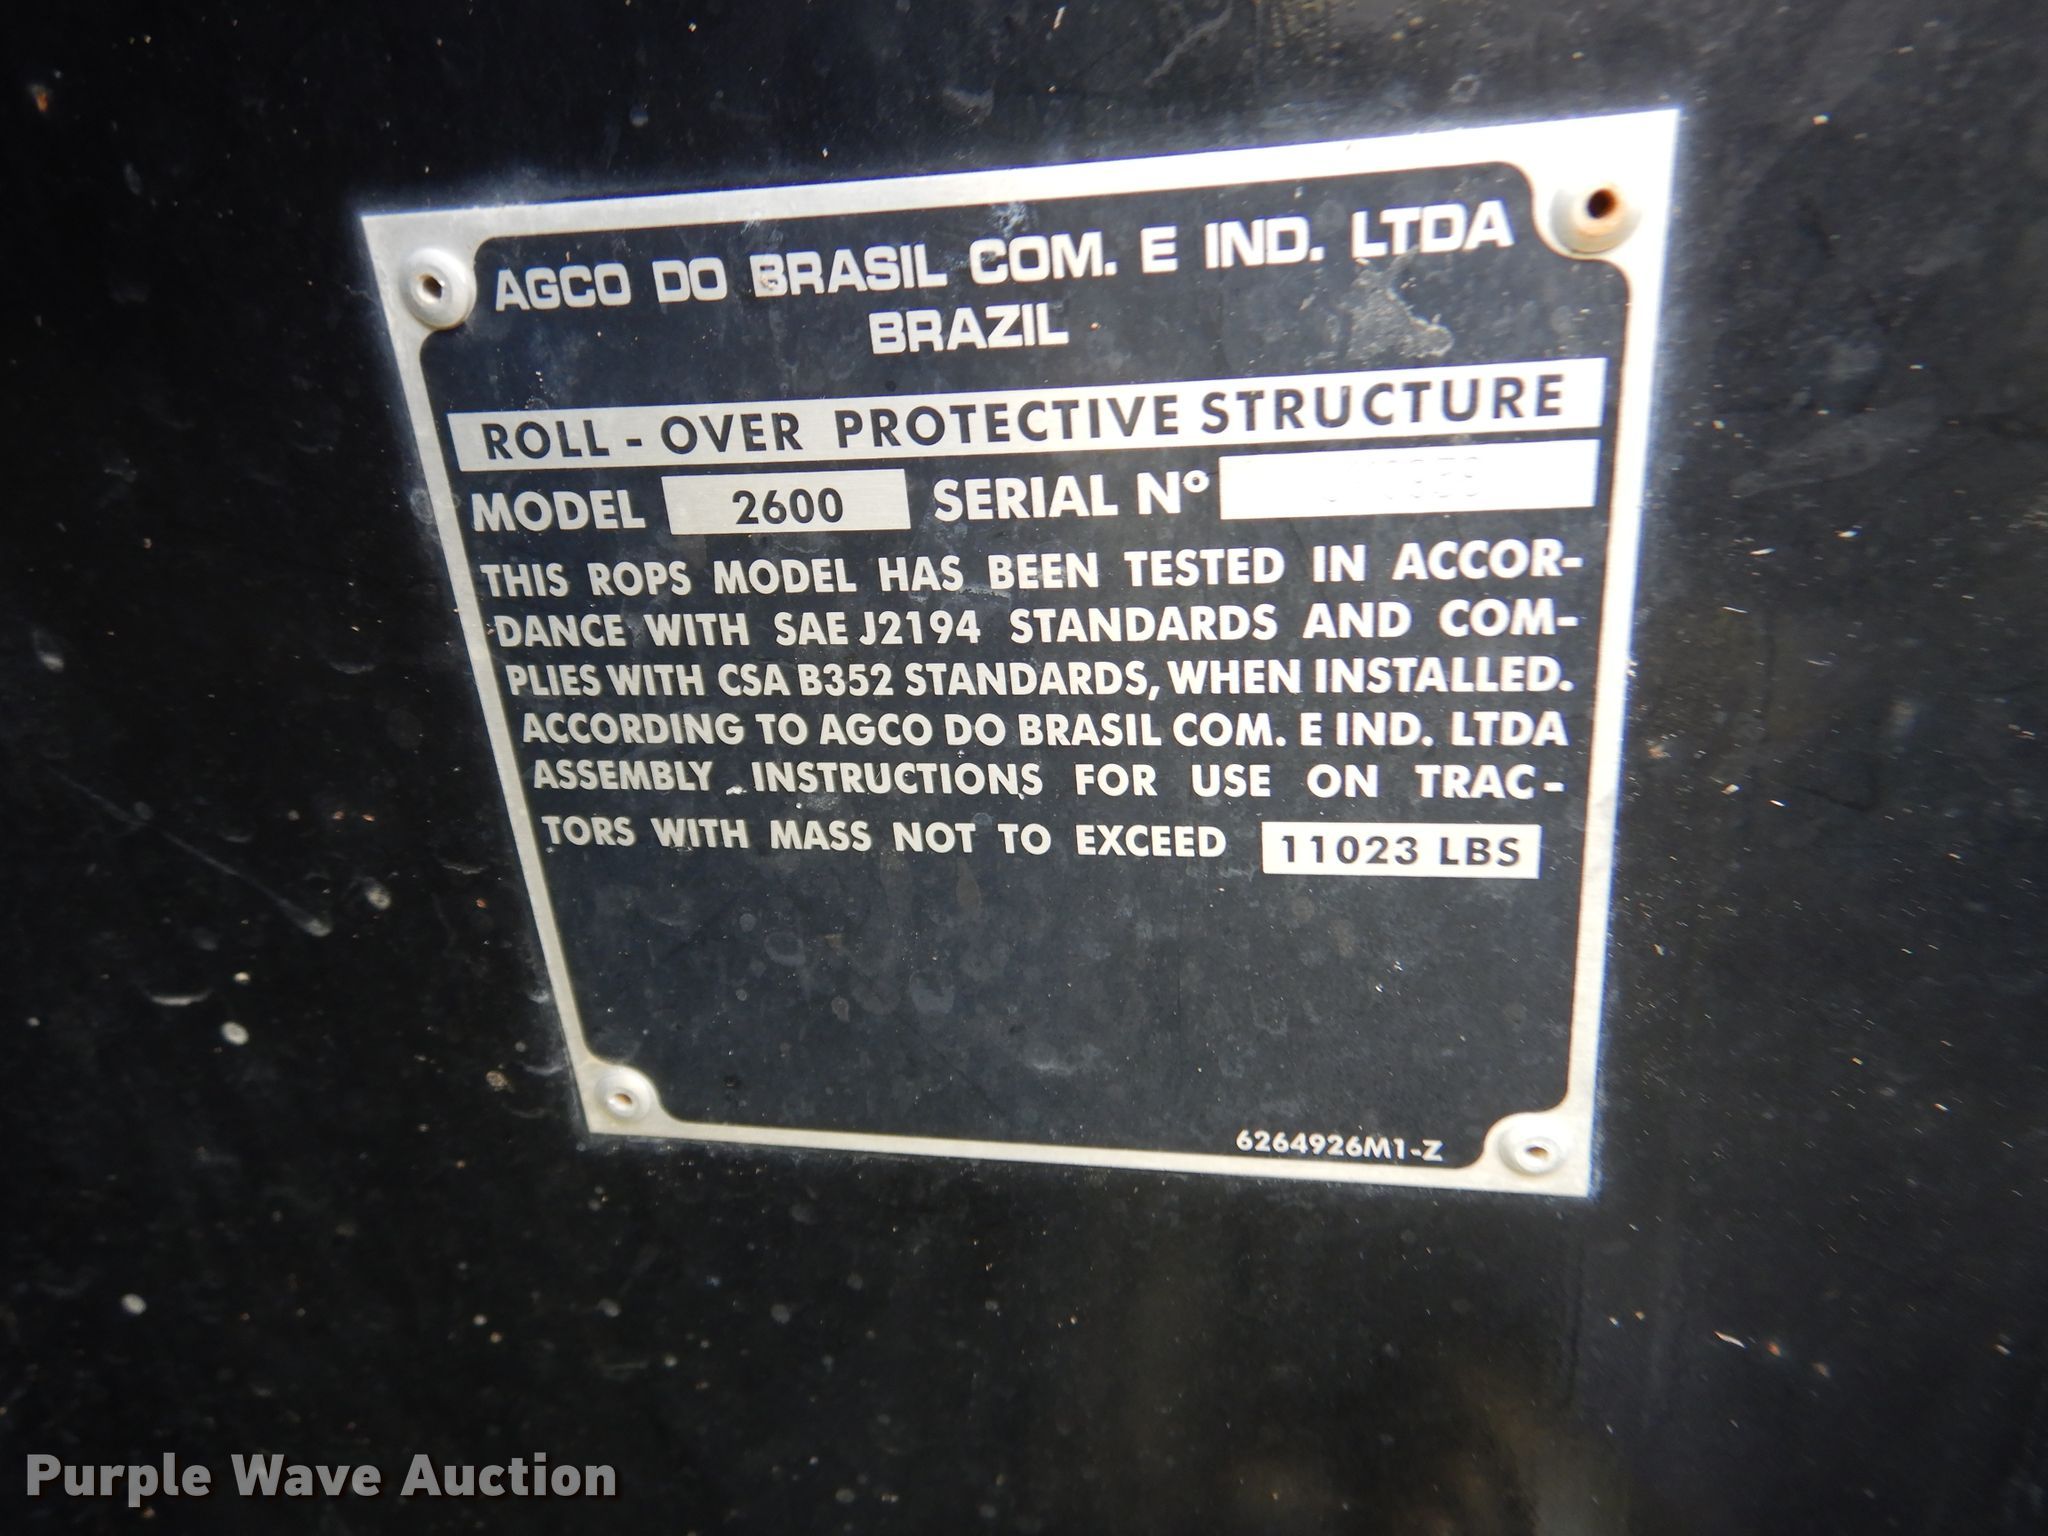 AGCO DO BRASIL COM. E IND. LTDA
BRAZIL
ROLL - OVER PROTECTIVE STRUCTURE
MODEL 2600 SERIAL Nº
THIS ROPS MODEL HAS BEEN TESTED IN ACCOR-
DANCE WITH SAE J2194 STANDARDS AND COM-
PLIES WITH CSA B352 STANDARDS, WHEN INSTALLED.
ACCORDING TO AGCO DO BRASIL COM. E IND. LTDA
ASSEMBLY INSTRUCTIONS FOR USE ON TRAC-
TORS WITH MASS NOT TO EXCEED 11023 LBS
6264926M1-Z
Purple Wave Auction